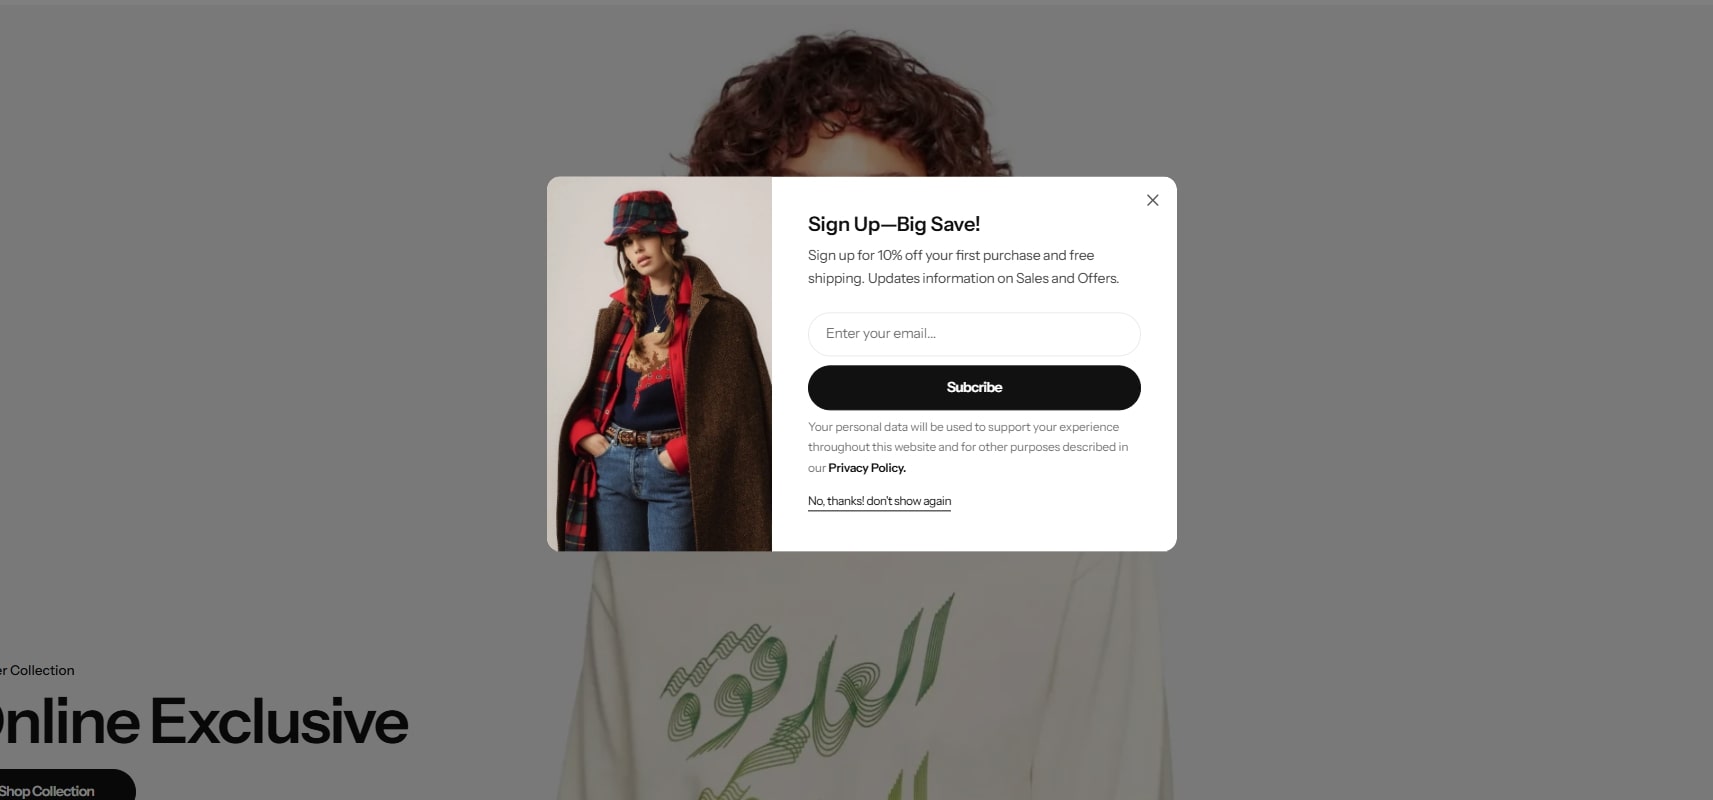 Sign Up—Big Save!
Sign up for 10% off your first purchase and free
shipping. Updates information on Sales and Offers.
Enter your email...
Subcribe
Your personal data will be used to support your experience
throughout this website and for other purposes described in
our Privacy Policy.
No, thanks! don't show again
Collection
Exclusive
Shop Collection